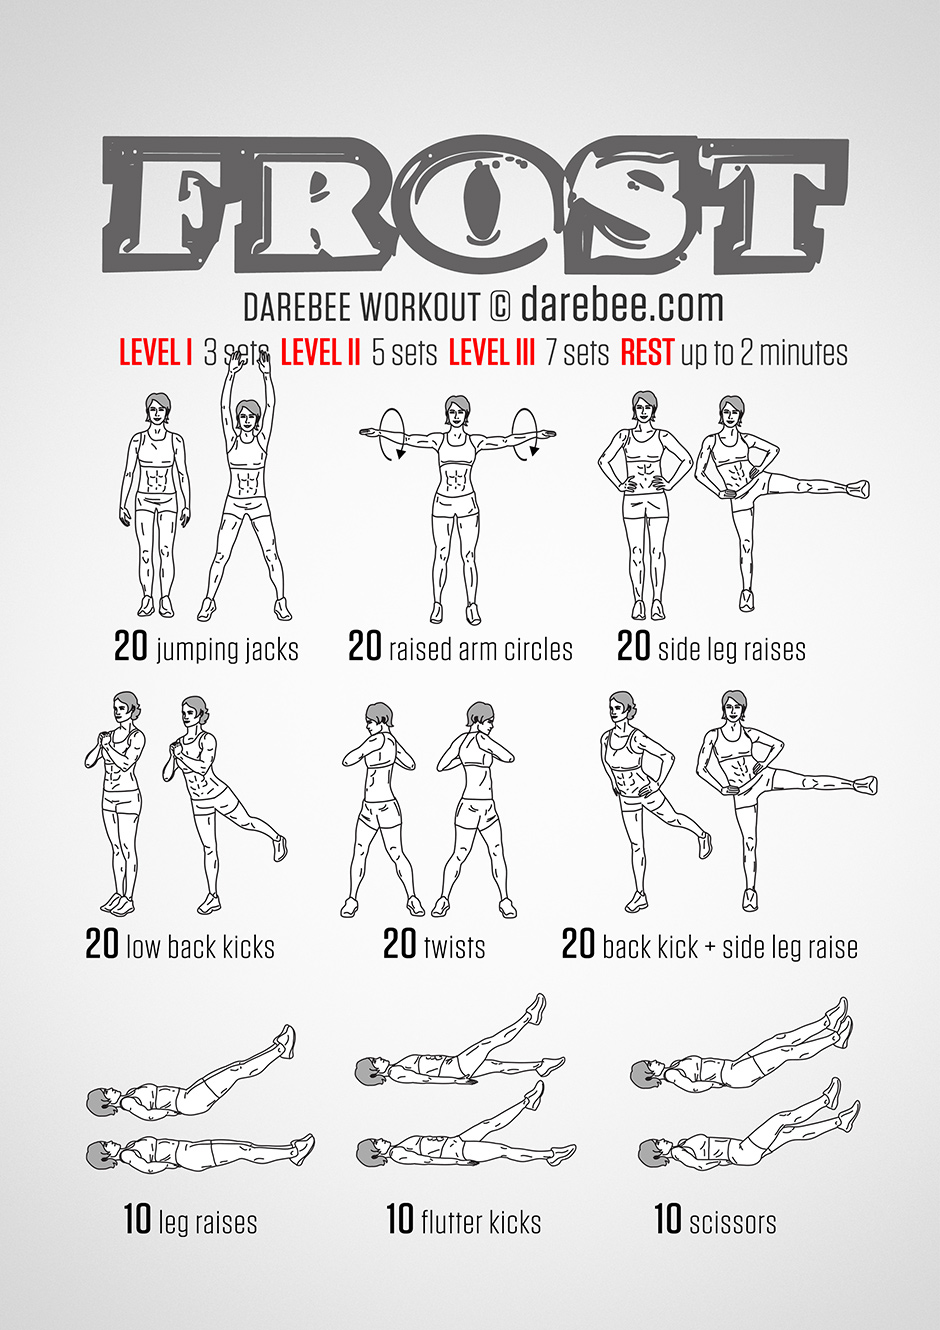 FROST
DAREBEE WORKOUT © darebee.com
LEVEL I 3 sets LEVEL II 5 sets LEVEL III 7 sets REST up to 2 minutes
20 jumping jacks
20 raised arm circles
20 side leg raises
20 low back kicks
20 twists
20 back kick + side leg raise
10 leg raises
10 flutter kicks
10 scissors